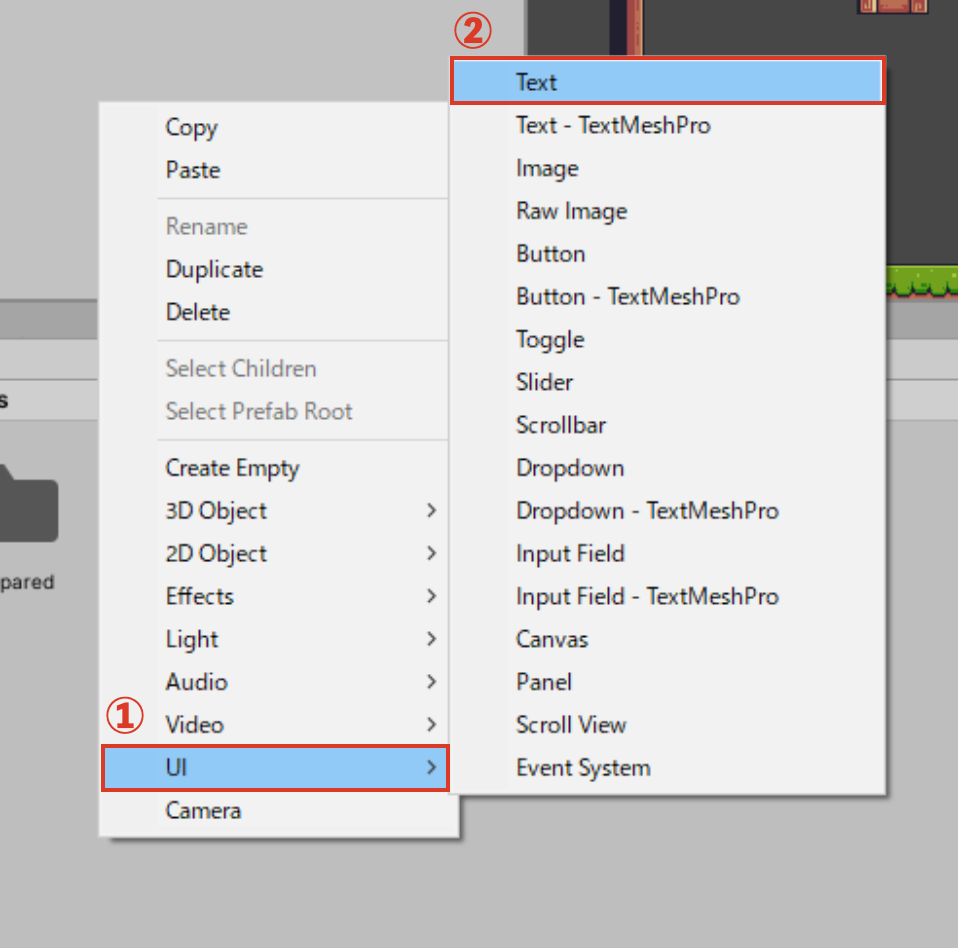 ②
Text
Text - TextMeshPro
Image
Raw Image
Button
Button - TextMeshPro
Toggle
Slider
Scrollbar
Dropdown
Dropdown - TextMeshPro
Input Field
Input Field - TextMeshPro
Canvas
Panel
Scroll View
Event System
Copy
Paste
Rename
Duplicate
Delete
Select Children
Select Prefab Root
Create Empty
3D Object
2D Object
Effects
Light
Audio
Video
①
UI
Camera
s
pared